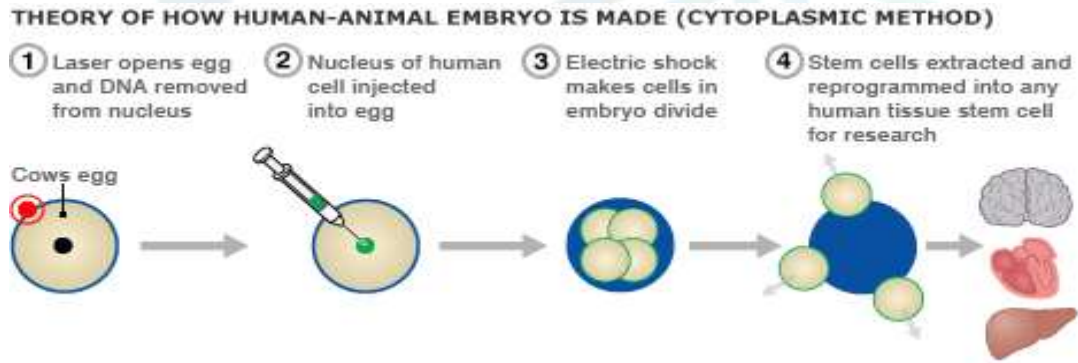 THEORY OF HOW HUMAN-ANIMAL EMBRYO IS MADE (CYTOPLASMIC METHOD)
1 Laser opens egg
and DNA removed
from nucleus
2 Nucleus of human
cell injected
into egg
3 Electric shock
makes cells in
embryo divide
4 Stem cells extracted and
reprogrammed into any
human tissue stem cell
for research
Cows egg